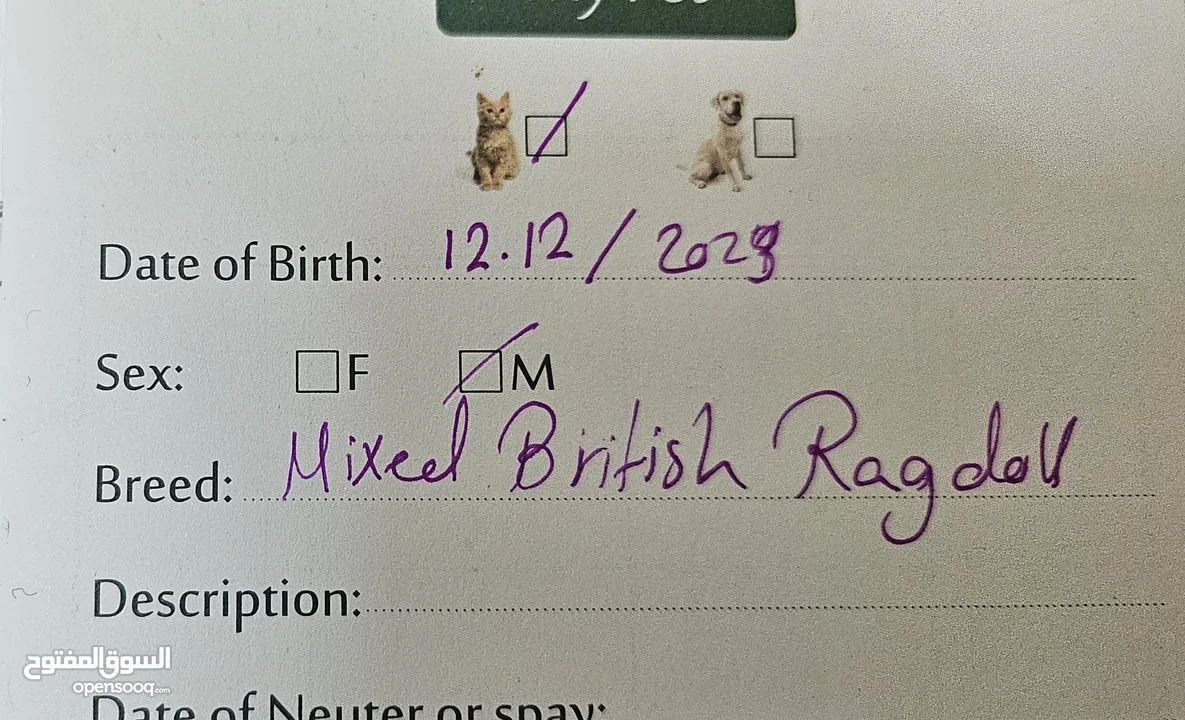 Date of Birth: 12.12/2023
Sex: F M
Breed: Mixed British Ragdoll
Description:
السوق المفتوح
opensooq.com
Date of Neuter or spay: